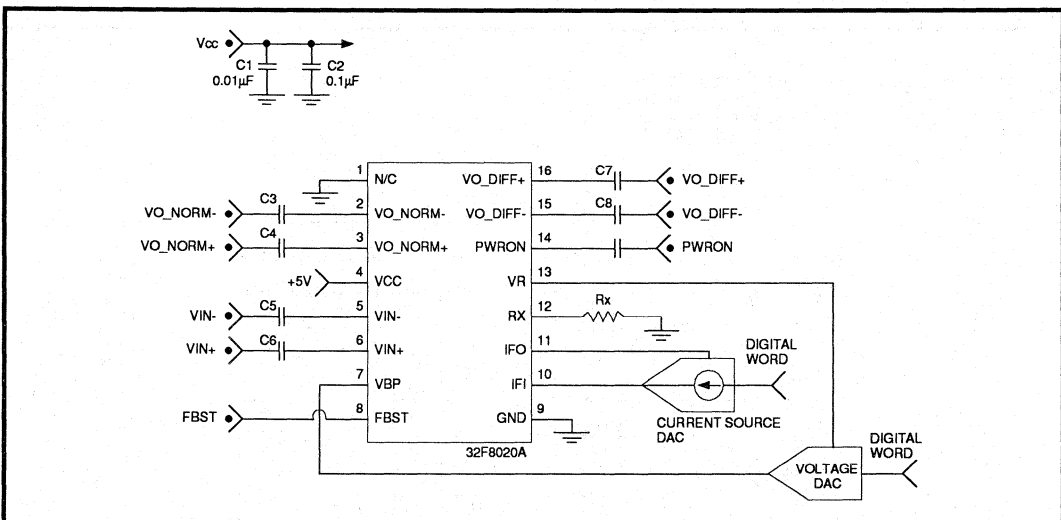 Vcc
C1
0.01µF
C2
0.1µF
1
N/C
VO_DIFF+
16
C7
VO_DIFF+
VO_NORM-
C3
2
VO_NORM-
VO_DIFF-
15
C8
VO_DIFF-
VO_NORM+
C4
3
VO_NORM+
PWRON
14
PWRON
+5V
4
VCC
VR
13
VIN-
C5
5
VIN-
RX
12
Rx
VIN+
C6
6
VIN+
IFO
11
DIGITAL
WORD
7
VBP
IFI
10
FBST
8
FBST
GND
9
CURRENT SOURCE
DAC
32F8020A
DIGITAL
WORD
VOLTAGE
DAC